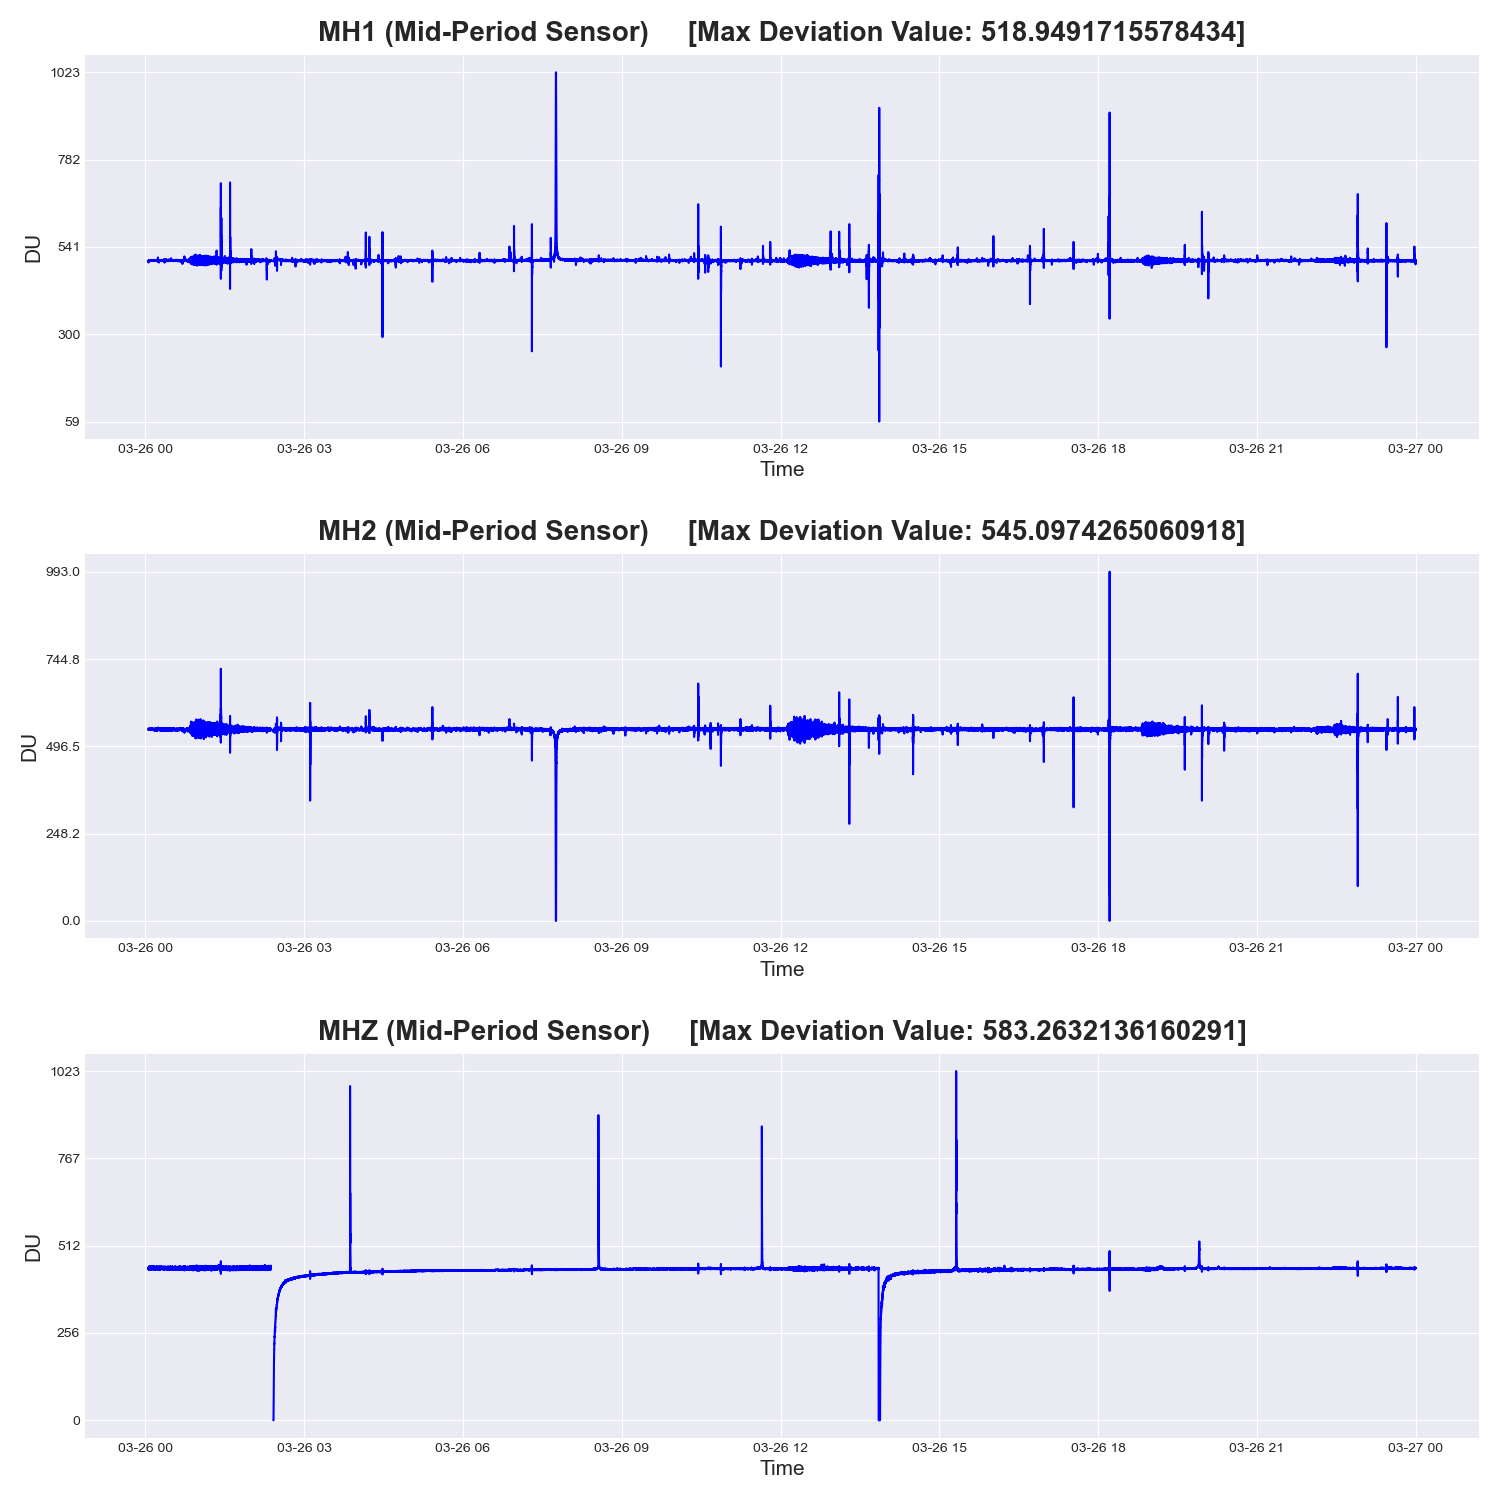 MH1 (Mid-Period Sensor) [Max Deviation Value: 518.9491715578434]
1023
782
541
300
59
DU
03-26 00 03-26 03 03-26 06 03-26 09 03-26 12 03-26 15 03-26 18 03-26 21 03-27 00
Time
MH2 (Mid-Period Sensor) [Max Deviation Value: 545.0974265060918]
993.0
744.8
496.5
248.2
0.0
DU
03-26 00 03-26 03 03-26 06 03-26 09 03-26 12 03-26 15 03-26 18 03-26 21 03-27 00
Time
MHZ (Mid-Period Sensor) [Max Deviation Value: 583.2632136160291]
1023
767
512
256
0
DU
03-26 00 03-26 03 03-26 06 03-26 09 03-26 12 03-26 15 03-26 18 03-26 21 03-27 00
Time